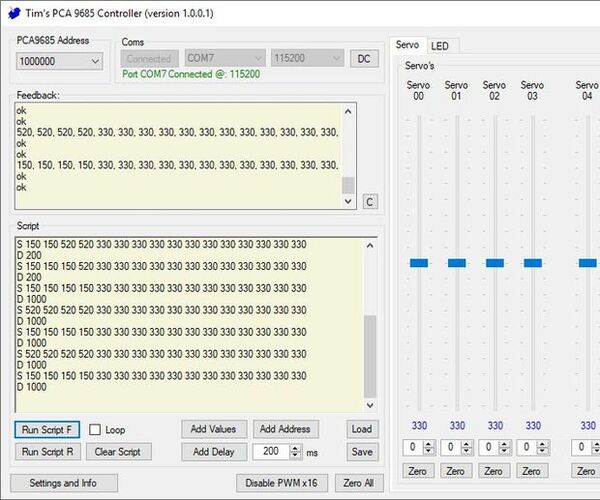 Tim's PCA 9685 Controller (version 1.0.0.1)
PCA9685 Address
1000000
Coms
Connected
COM7
115200
DC
Port COM7 Connected @: 115200
Feedback:
ok
ok
520, 520, 520, 520, 330, 330, 330, 330, 330, 330, 330, 330, 330, 330, 330, 330,
ok
ok
150, 150, 150, 150, 330, 330, 330, 330, 330, 330, 330, 330, 330, 330, 330, 330,
ok
ok
C
Script
S 150 150 520 520 330 330 330 330 330 330 330 330 330 330 330 330
D 200
S 150 150 150 520 330 330 330 330 330 330 330 330 330 330 330 330
D 200
S 150 150 150 150 330 330 330 330 330 330 330 330 330 330 330 330
D 1000
S 520 520 520 520 330 330 330 330 330 330 330 330 330 330 330 330
D 1000
S 150 150 150 150 330 330 330 330 330 330 330 330 330 330 330 330
D 1000
S 520 520 520 520 330 330 330 330 330 330 330 330 330 330 330 330
D 1000
S 150 150 150 150 330 330 330 330 330 330 330 330 330 330 330 330
D 1000
Run Script F
Loop
Add Values
Add Address
Load
Run Script R
Clear Script
Add Delay
200
ms
Save
Settings and Info
Disable PWM x16
Zero All
Servo
LED
Servo's
Servo 00
Servo 01
Servo 02
Servo 03
Servo 04
330
330
330
330
330
0
0
0
0
0
Zero
Zero
Zero
Zero
Zero